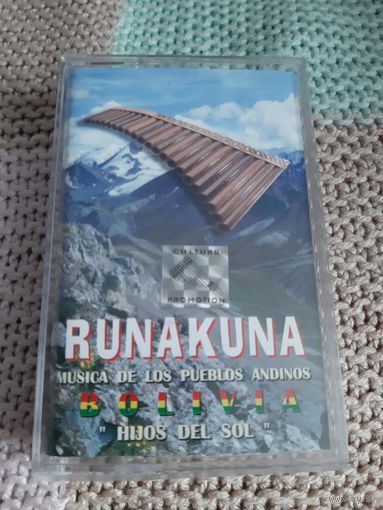 CULTURE
PROMOTION
RUNAKUNA
MUSICA DE LOS PUEBLOS ANDINOS
BOLIVIA
" HIJOS DEL SOL "